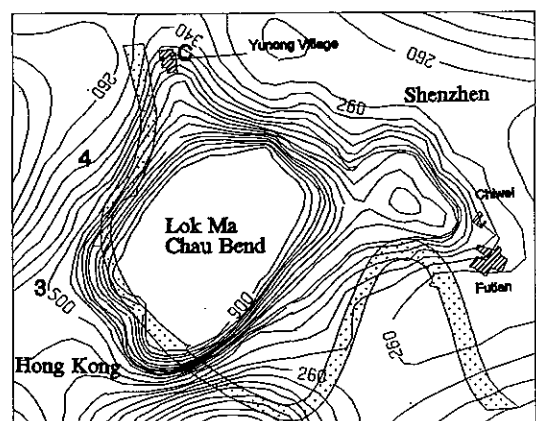 340
C
Yunong Village
260
260
Shenzhen
260
4
Chiwei
Lok Ma
Chau Bend
3
500
900
Futian
260
Hong Kong
260